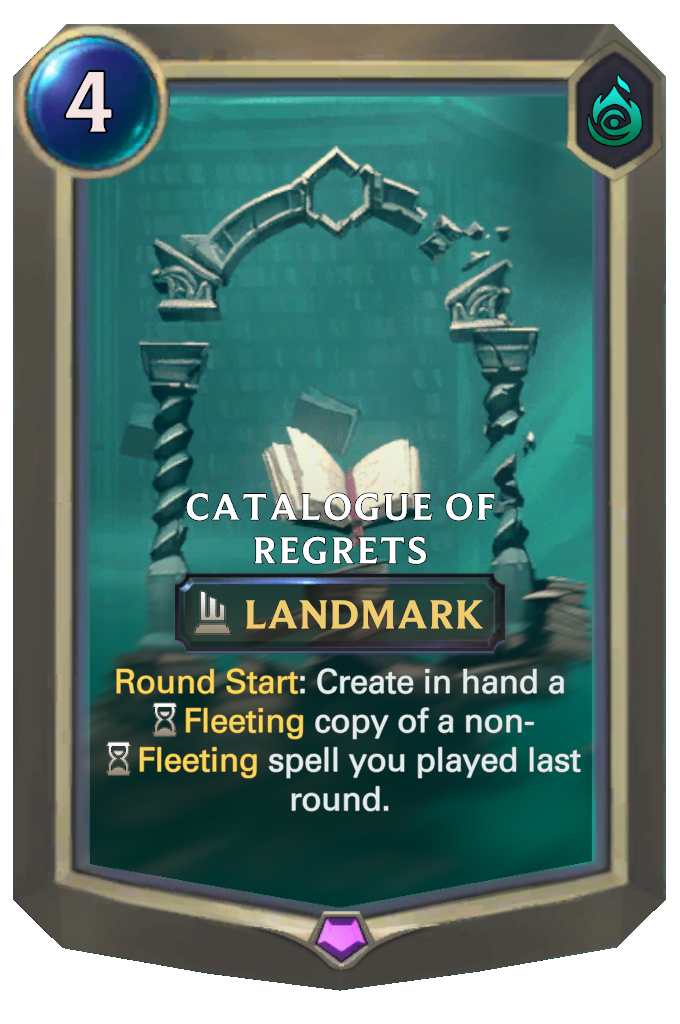 4
CATALOGUE OF
REGRETS
LANDMARK
Round Start: Create in hand a
Fleeting copy of a non-
Fleeting spell you played last
round.